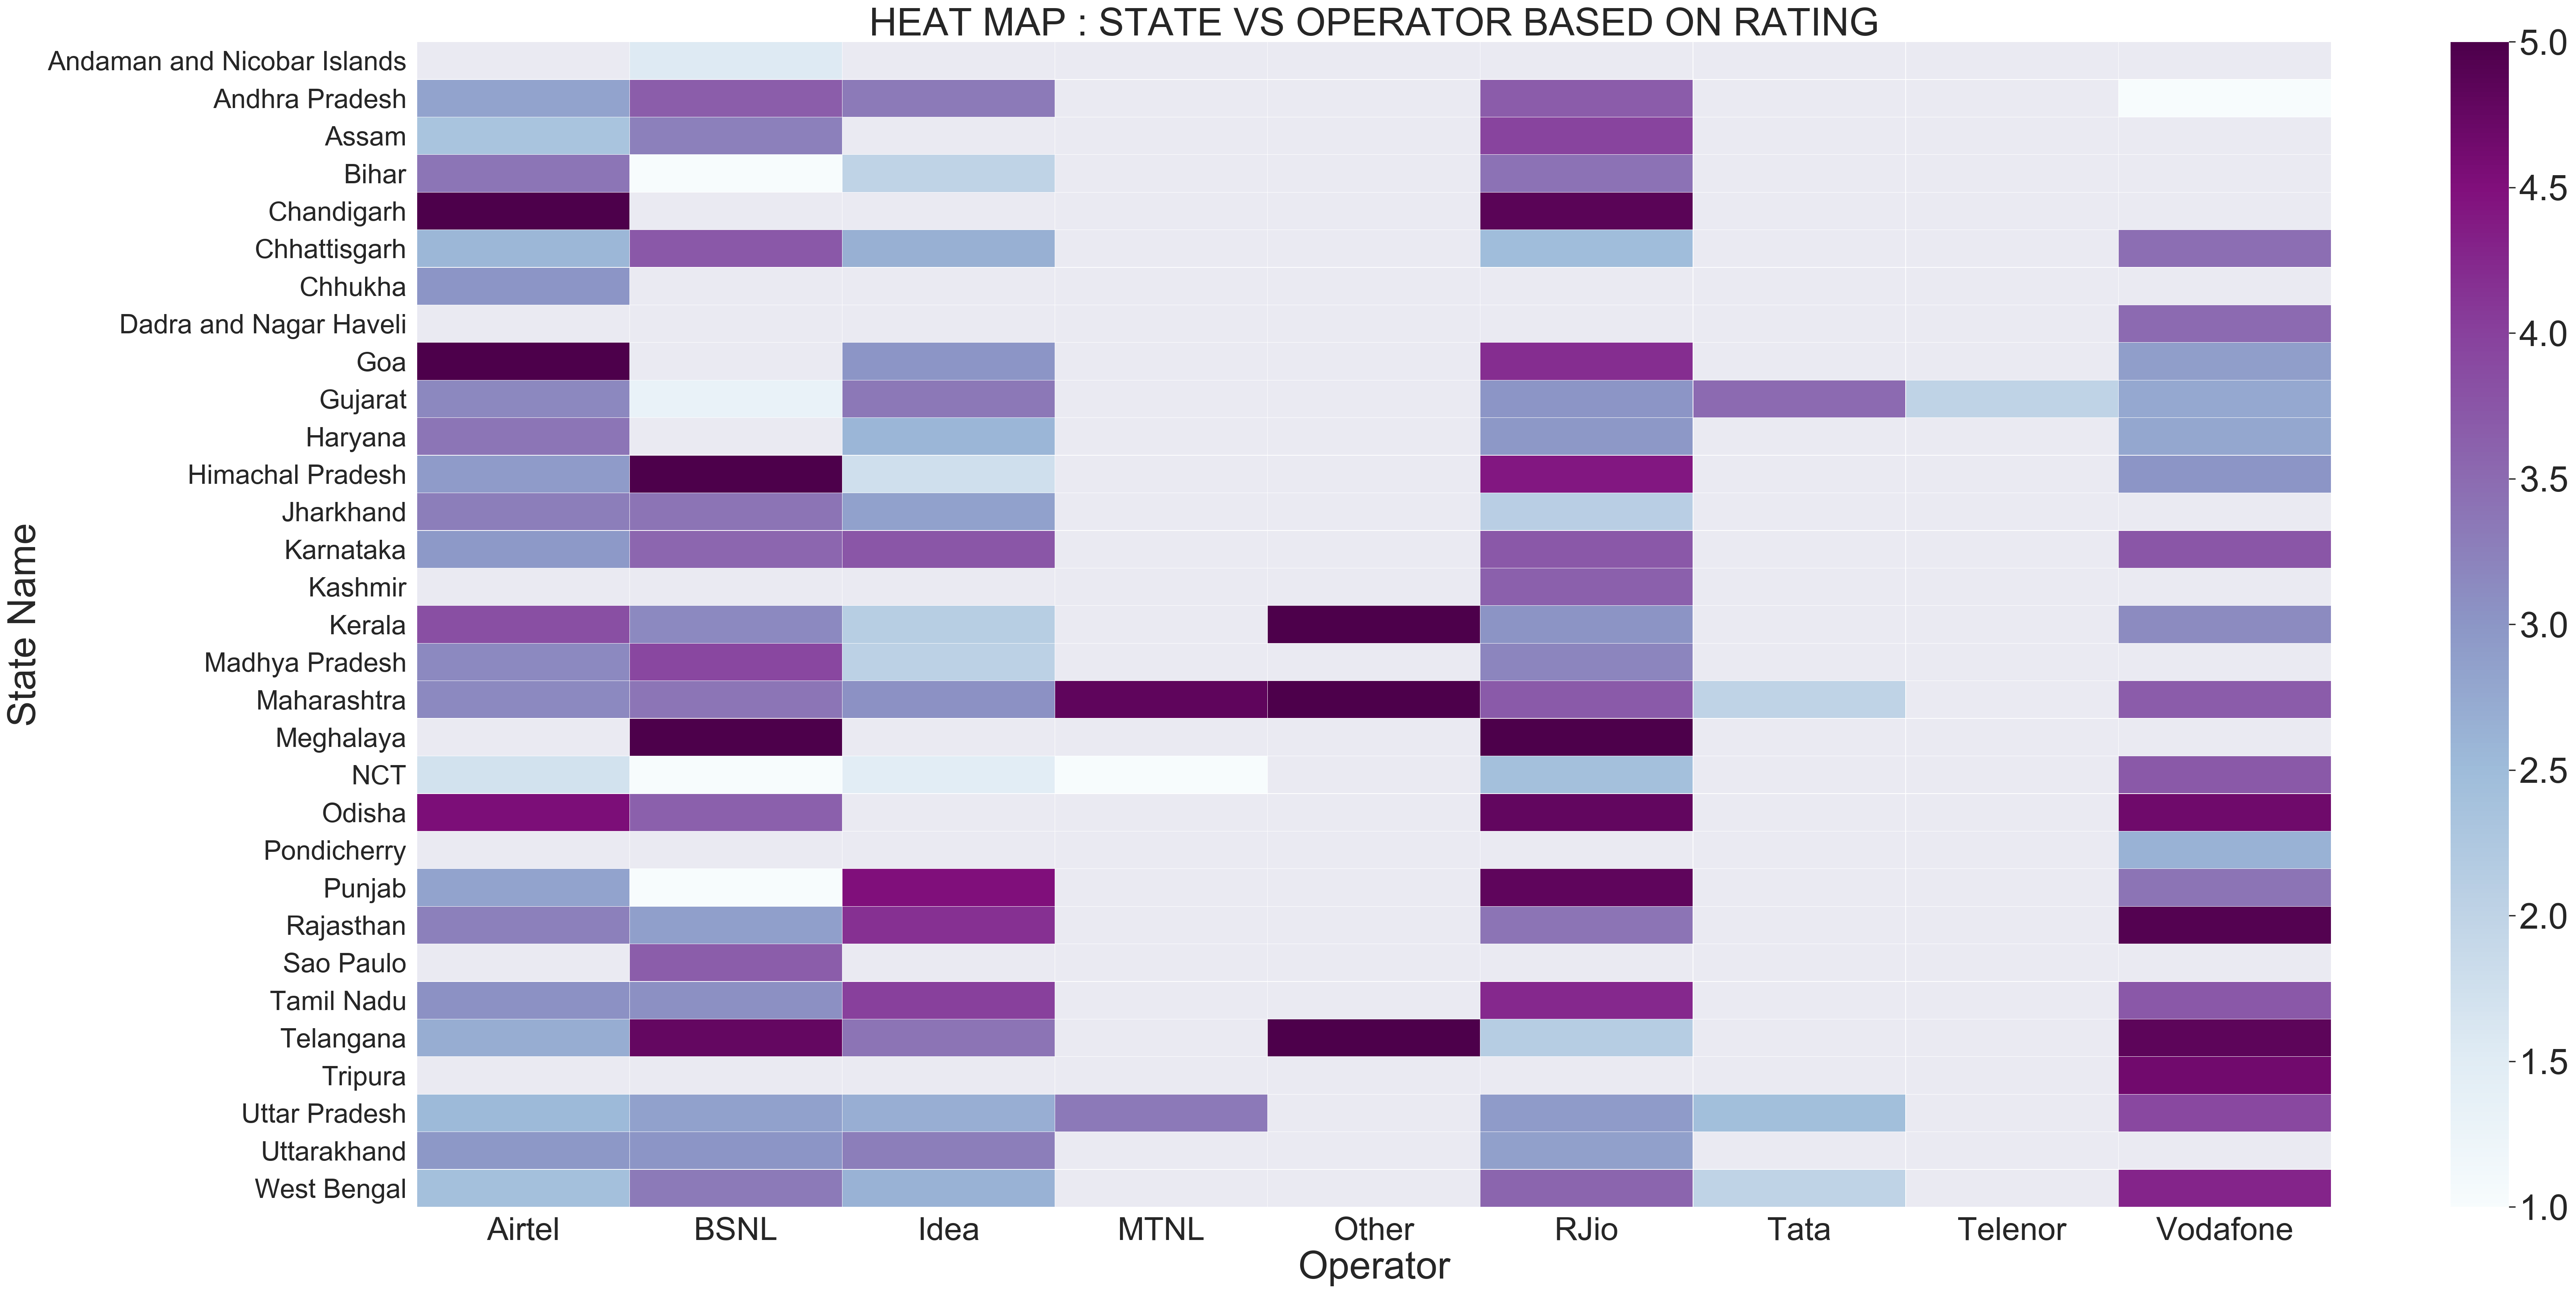 HEAT MAP : STATE VS OPERATOR BASED ON RATING
State Name
Andaman and Nicobar Islands
Andhra Pradesh
Assam
Bihar
Chandigarh
Chhattisgarh
Chhukha
Dadra and Nagar Haveli
Goa
Gujarat
Haryana
Himachal Pradesh
Jharkhand
Karnataka
Kashmir
Kerala
Madhya Pradesh
Maharashtra
Meghalaya
NCT
Odisha
Pondicherry
Punjab
Rajasthan
Sao Paulo
Tamil Nadu
Telangana
Tripura
Uttar Pradesh
Uttarakhand
West Bengal
Airtel BSNL Idea MTNL Other RJio Tata Telenor Vodafone
Operator
5.0
4.5
4.0
3.5
3.0
2.5
2.0
1.5
1.0